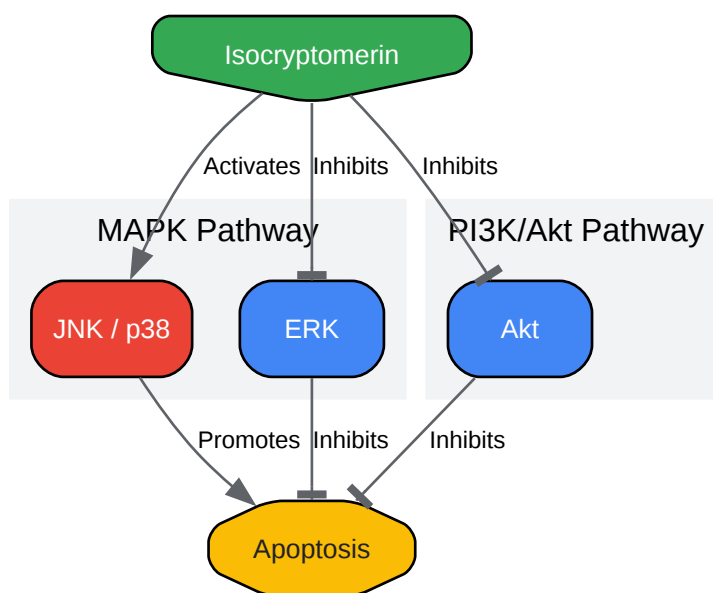 Isocryptomerin
Activates
Inhibits
Inhibits
MAPK Pathway
PI3K/Akt Pathway
JNK / p38
ERK
Akt
Promotes
Inhibits
Inhibits
Apoptosis